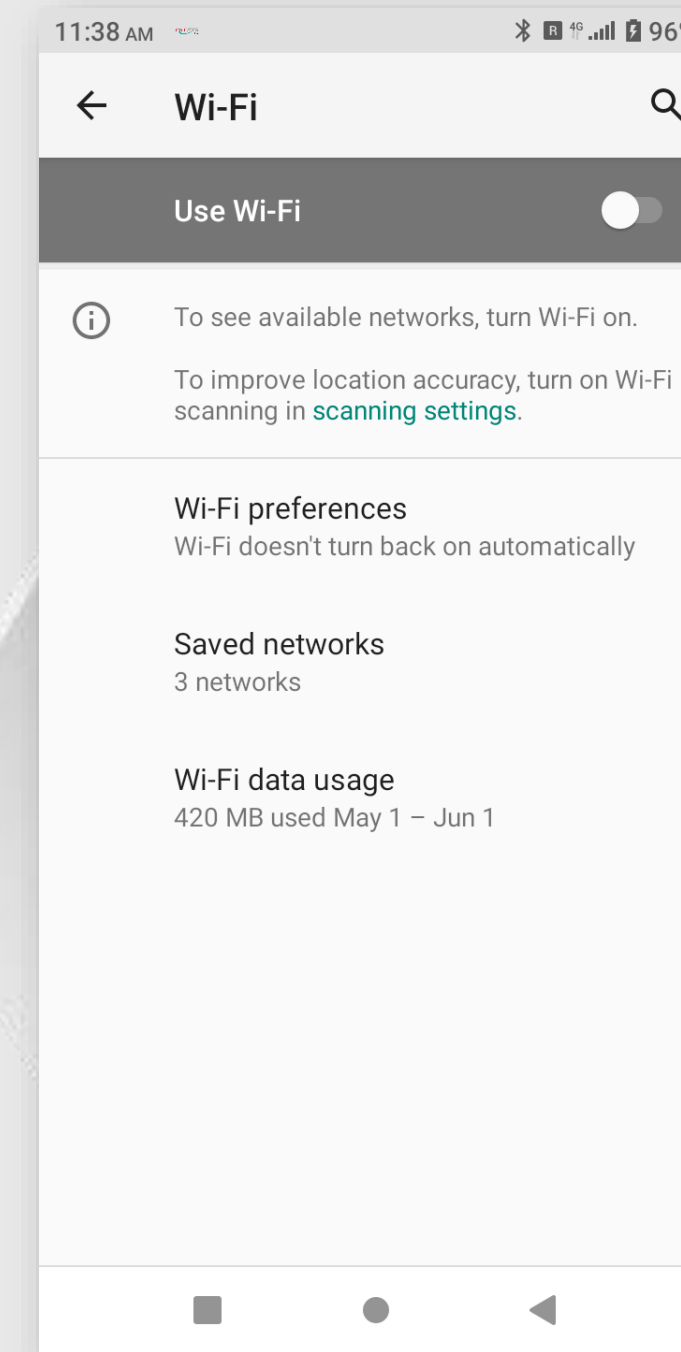 11:38 AM R 4G 96%
Wi-Fi
Use Wi-Fi
To see available networks, turn Wi-Fi on.
To improve location accuracy, turn on Wi-Fi
scanning in scanning settings.
Wi-Fi preferences
Wi-Fi doesn't turn back on automatically
Saved networks
3 networks
Wi-Fi data usage
420 MB used May 1 – Jun 1